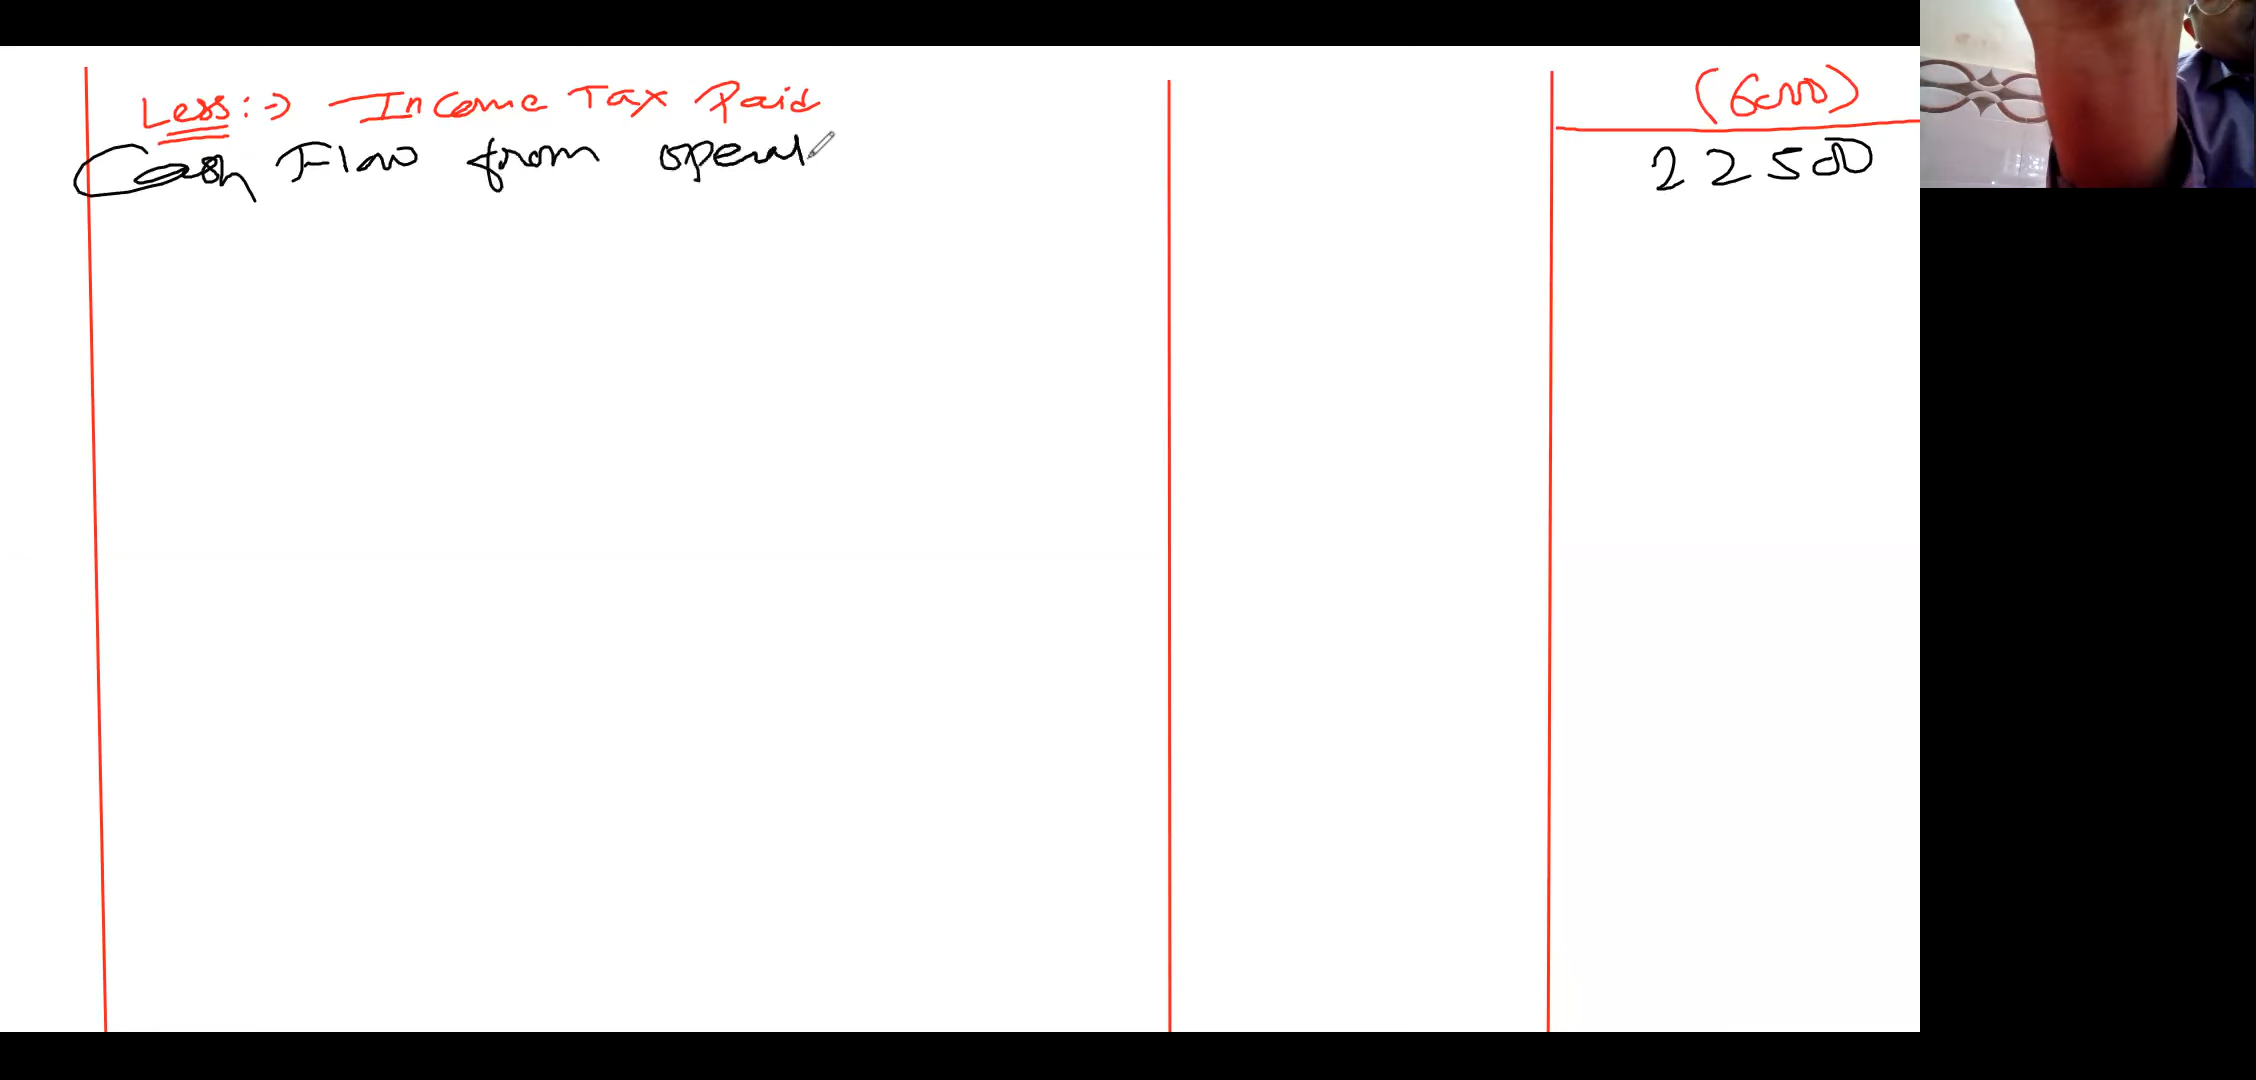 Less :-> Income Tax Paid (6000)
Cash Flow from operat 22500